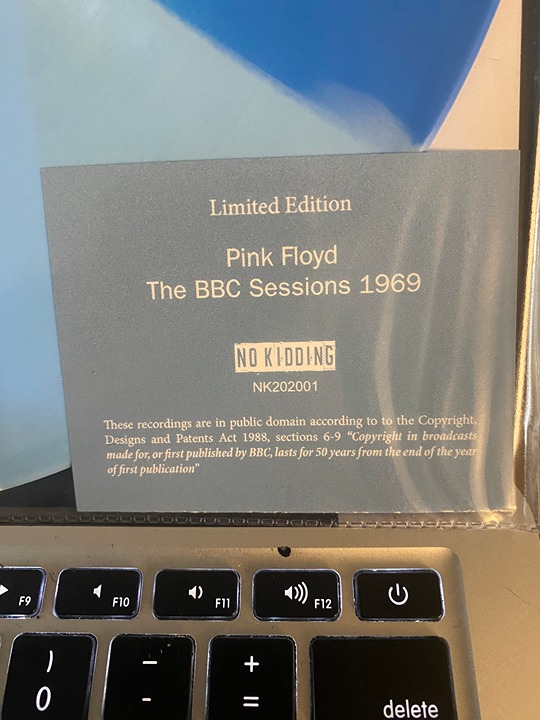 Limited Edition
Pink Floyd
The BBC Sessions 1969
NO KIDDING
NK202001
These recordings are in public domain according to to the Copyright,
Designs and Patents Act 1988, sections 6-9 “Copyright in broadcasts
made for, or first published by BBC, lasts for 50 years from the end of the year
of first publication”
F9
F10
F11
F12
)
0
_
-
+
=
delete